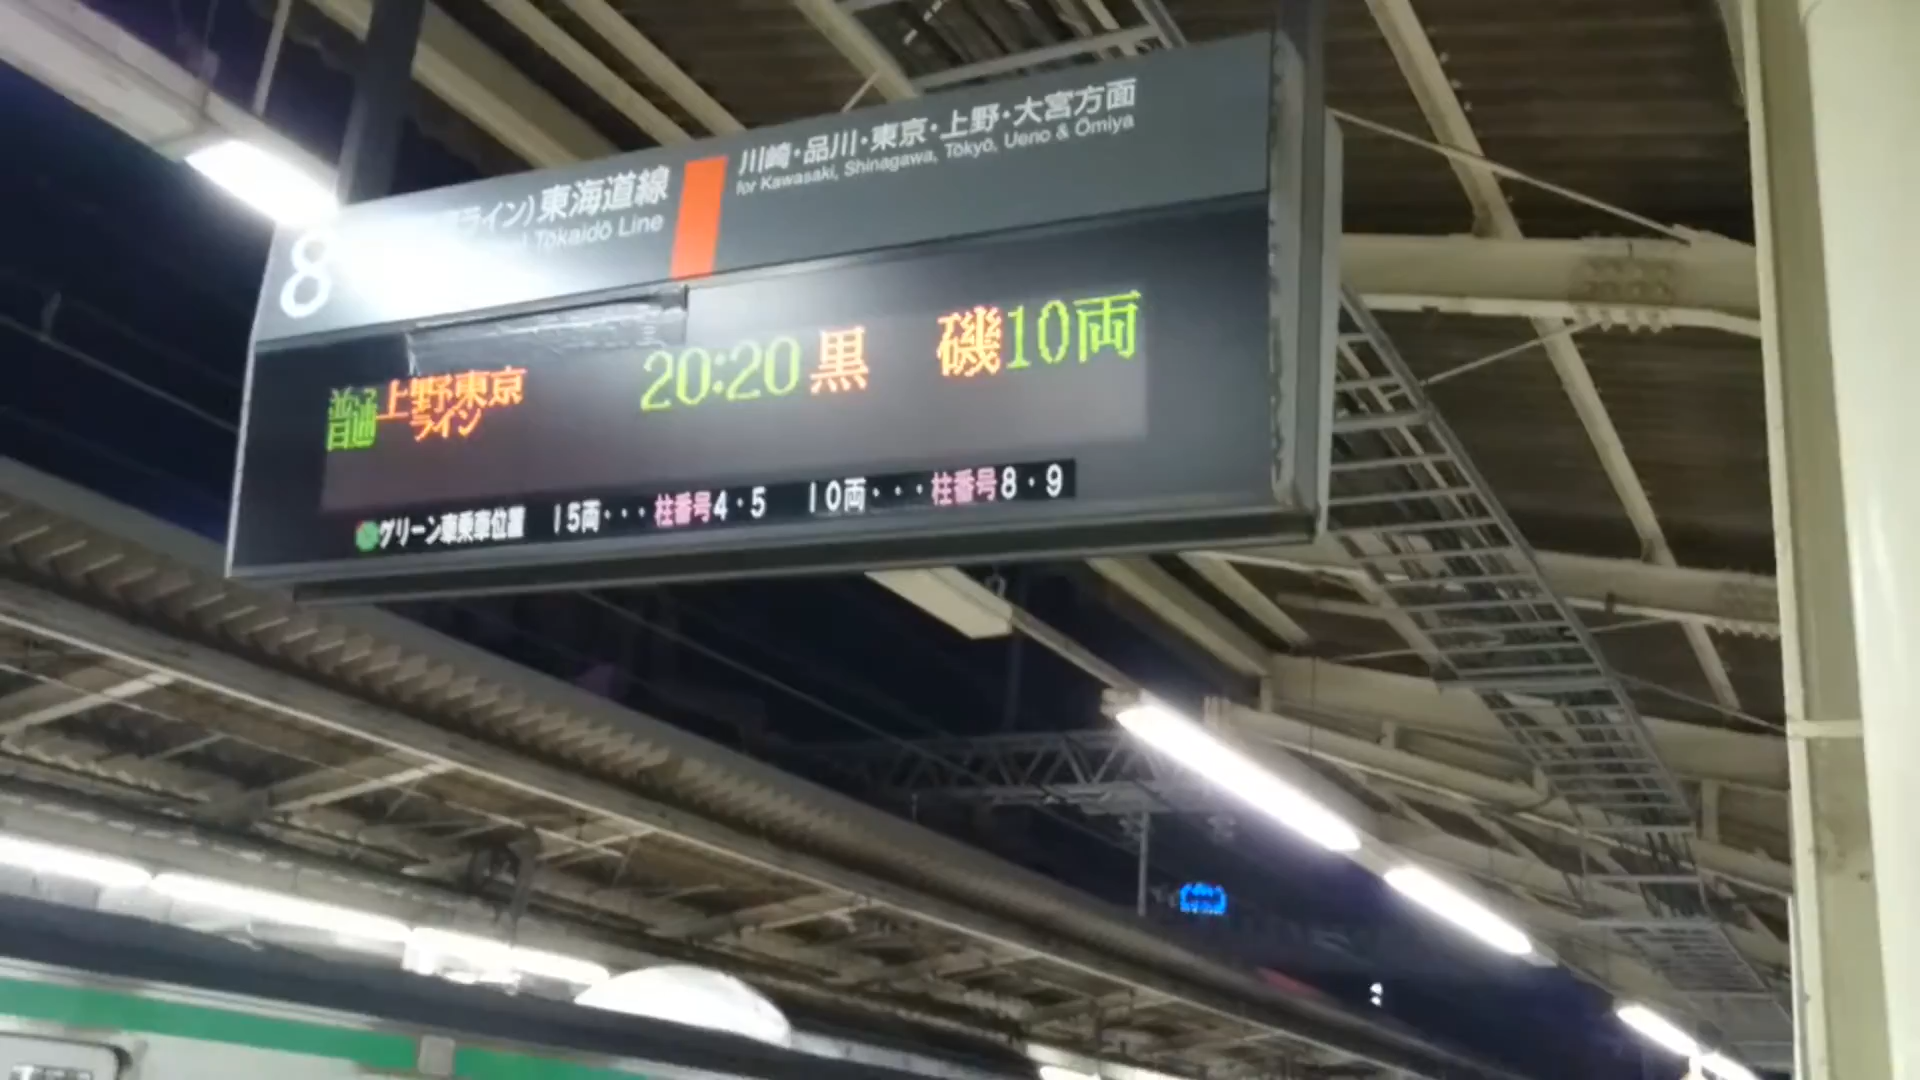 8
ライン)東海道線
Tōkaidō Line
川崎・品川・東京・上野・大宮方面
for Kawasaki, Shinagawa, Tōkyō, Ueno & Ōmiya
普通 上野東京ライン 20:20 黒 磯 10両
グリーン車乗車位置 15両・・・柱番号4・5 10両・・・柱番号8・9